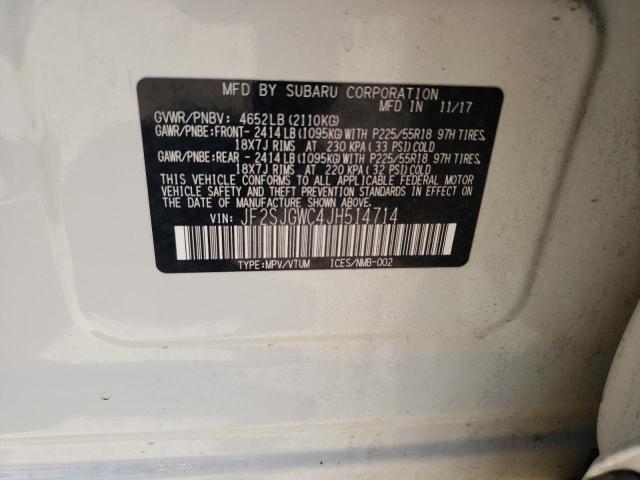 MFD BY SUBARU CORPORATION
MFD IN 11/17
GVWR/PNBV: 4652LB (2110KG)
GAWR/PNBE:FRONT- 2414 LB (1095KG) WITH P225/55R18 97H TIRES,
18X7J RIMS AT 230 KPA ( 33 PSI) COLD
GAWR/PNBE:REAR - 2414 LB (1095KG) WITH P225/55R18 97H TIRES,
18X7J RIMS AT 220 KPA ( 32 PSI) COLD
THIS VEHICLE CONFORMS TO ALL APPLICABLE FEDERAL MOTOR
VEHICLE SAFETY AND THEFT PREVENTION STANDARDS IN EFFECT ON
THE DATE OF MANUFACTURE SHOWN ABOVE.
VIN: JF2SJGWC4JH514714
TYPE:MPV/VTUM ICES/NMB-002